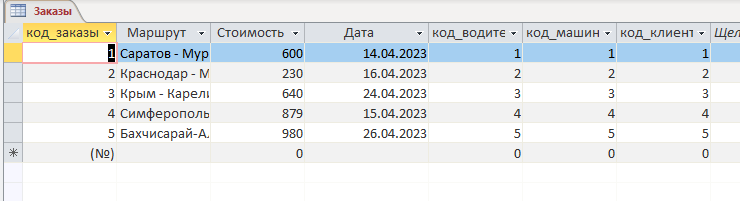 Заказы
код_заказы Маршрут Стоимость Дата код_водите код_машин код_клиент Щел
1 Саратов - Мур 600 14.04.2023 1 1 1
2 Краснодар - М 230 16.04.2023 2 2 2
3 Крым - Карели 640 24.04.2023 3 3 3
4 Симферополь 879 15.04.2023 4 4 4
5 Бахчисарай-А. 980 26.04.2023 5 5 5
(№) 0 0 0 0